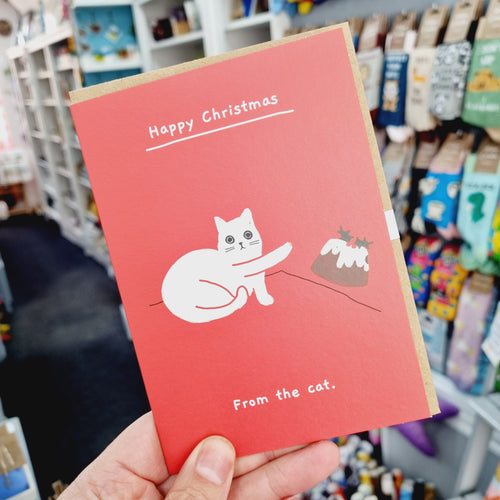 Happy Christmas
From the cat.